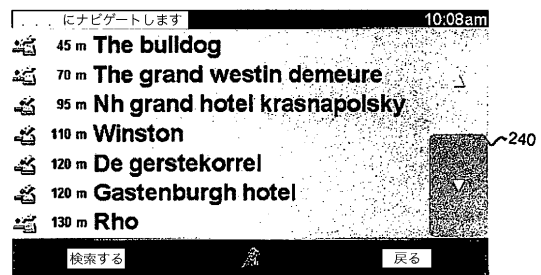 . . . にナビゲートします 10:08am
45 m The bulldog
70 m The grand westin demeure
95 m Nh grand hotel krasnapolsky
110 m Winston
120 m De gerstekorrel
120 m Gastenburgh hotel
130 m Rho
240
検索する 戻る